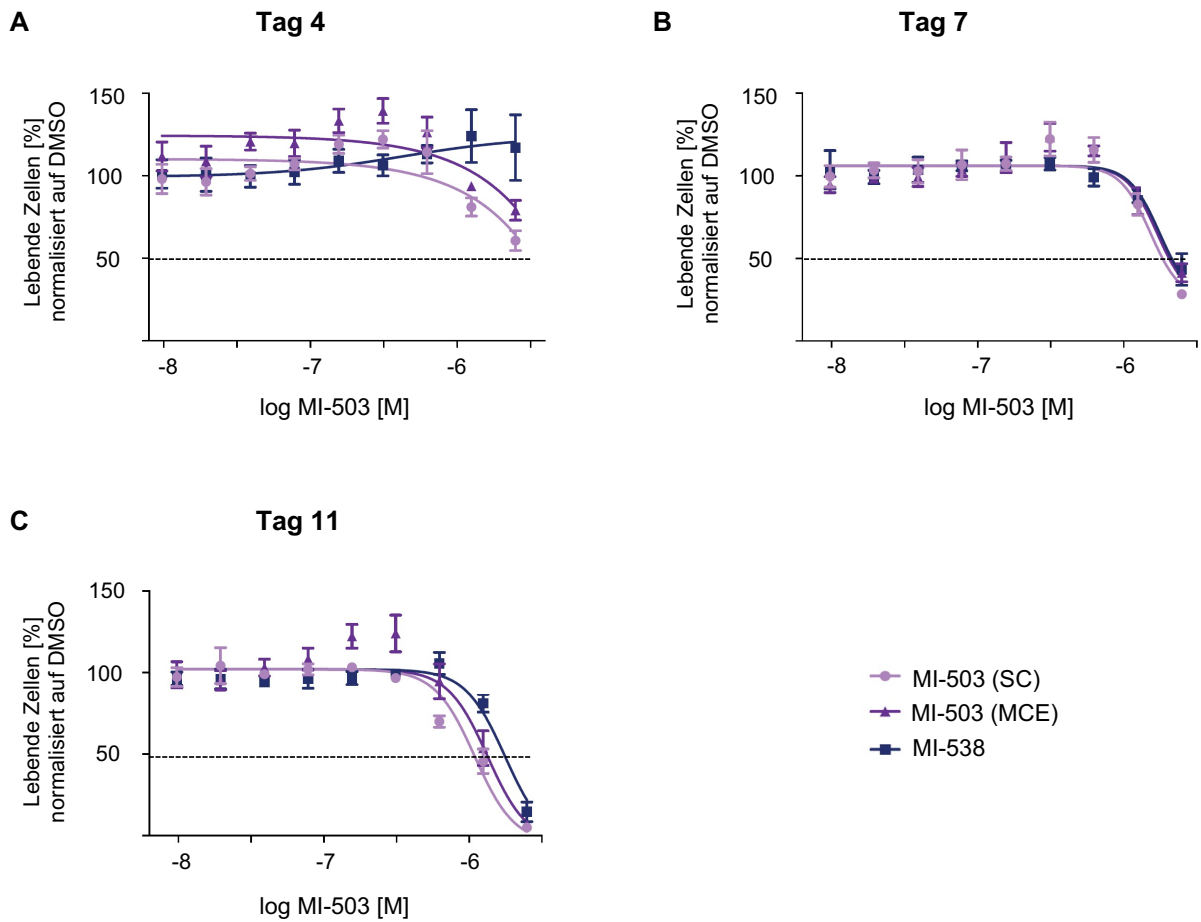 A
Tag 4
Lebende Zellen [%]
normalisiert auf DMSO
150
100
50
-8
-7
-6
log MI-503 [M]
B
Tag 7
Lebende Zellen [%]
normalisiert auf DMSO
150
100
50
-8
-7
-6
log MI-503 [M]
C
Tag 11
Lebende Zellen [%]
normalisiert auf DMSO
150
100
50
-8
-7
-6
log MI-503 [M]
MI-503 (SC)
MI-503 (MCE)
MI-538